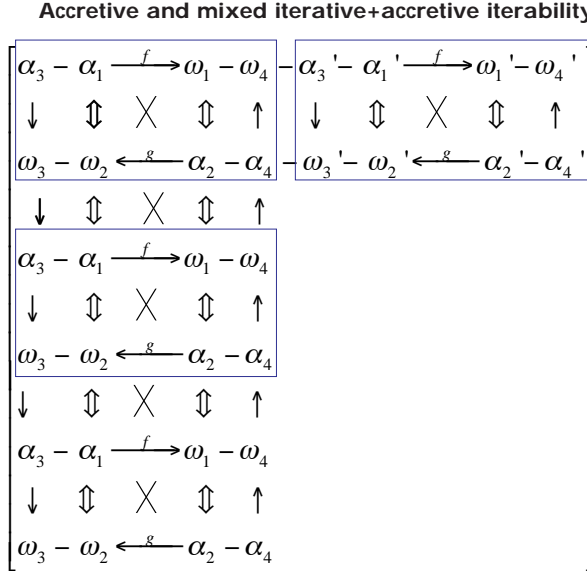 Accretive and mixed iterative+accretive iterability
α₃ − α₁ —f→ ω₁ − ω₄ − α₃ '− α₁ ' —f→ ω₁ '− ω₄ '
↓ ⇕ ╳ ⇕ ↑ ↓ ⇕ ╳ ⇕ ↑
ω₃ − ω₂ ←g— α₂ − α₄ − ω₃ '− ω₂ ' ←g— α₂ '− α₄ '
↓ ⇕ ╳ ⇕ ↑
α₃ − α₁ —f→ ω₁ − ω₄
↓ ⇕ ╳ ⇕ ↑
ω₃ − ω₂ ←g— α₂ − α₄
↓ ⇕ ╳ ⇕ ↑
α₃ − α₁ —f→ ω₁ − ω₄
↓ ⇕ ╳ ⇕ ↑
ω₃ − ω₂ ←g— α₂ − α₄